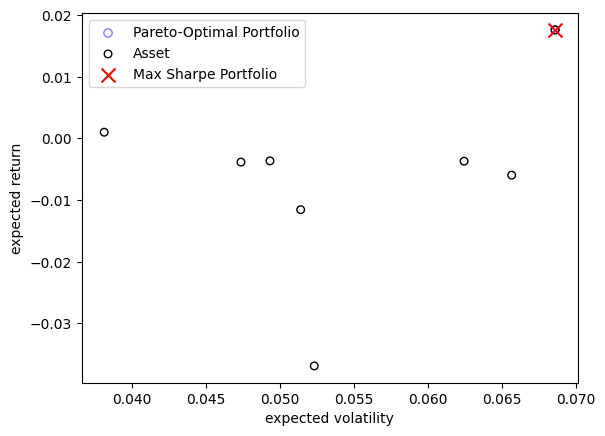 0.02
0.01
0.00
−0.01
−0.02
−0.03
expected return
Pareto-Optimal Portfolio
Asset
Max Sharpe Portfolio
0.040 0.045 0.050 0.055 0.060 0.065 0.070
expected volatility